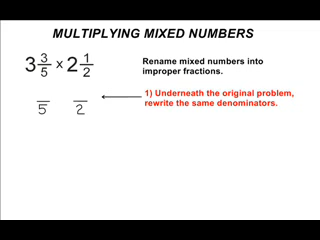 MULTIPLYING MIXED NUMBERS
3 3/5 x 2 1/2
Rename mixed numbers into
improper fractions.
5 2
1) Underneath the original problem,
rewrite the same denominators.